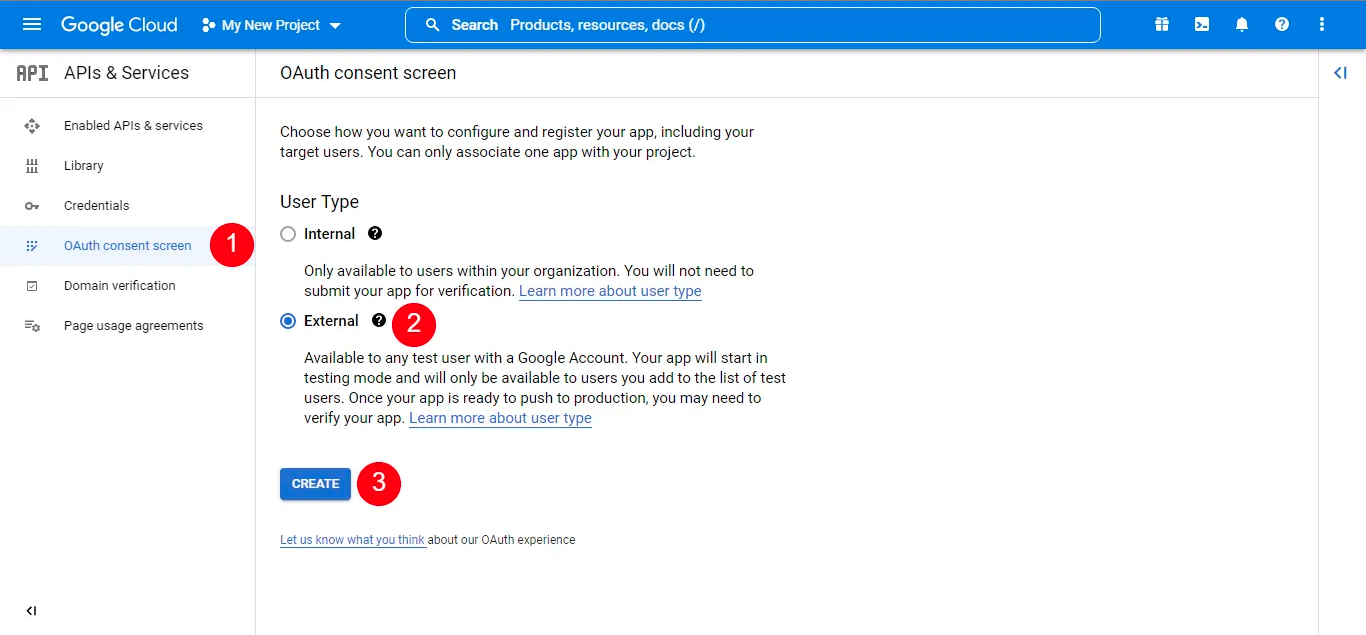 Google Cloud
My New Project
Search Products, resources, docs (/)
API APIs & Services
OAuth consent screen
Enabled APIs & services
Library
Credentials
OAuth consent screen
1
Domain verification
Page usage agreements
Choose how you want to configure and register your app, including your
target users. You can only associate one app with your project.
User Type
Internal
Only available to users within your organization. You will not need to
submit your app for verification. Learn more about user type
External
2
Available to any test user with a Google Account. Your app will start in
testing mode and will only be available to users you add to the list of test
users. Once your app is ready to push to production, you may need to
verify your app. Learn more about user type
CREATE
3
Let us know what you think about our OAuth experience